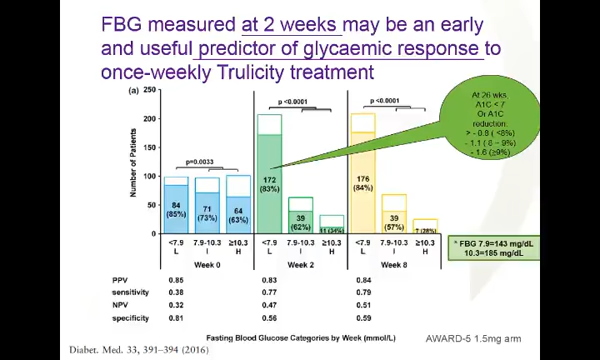 FBG measured at 2 weeks may be an early
and useful predictor of glycaemic response to
once-weekly Trulicity treatment
(a)
Number of Patients
250
200
150
100
50
0
p=0.0033
p <0.0001
p <0.0001
84
(85%)
71
(73%)
64
(63%)
172
(83%)
39
(62%)
11 (34%)
176
(84%)
39
(57%)
7 (28%)
<7.9 7.9-10.3 ≥10.3 <7.9 7.9-10.3 ≥10.3 <7.9 7.9-10.3 ≥10.3
L I H L I H L I H
Week 0 Week 2 Week 8
At 26 wks
A1C < 7
Or A1C
reduction:
> - 0.8 ( <8%)
- 1.1 ( 8 – 9%)
- 1.6 (≥9%)
* FBG 7.9=143 mg/dL
10.3=185 mg/dL
PPV 0.85 0.83 0.84
sensitivity 0.38 0.77 0.79
NPV 0.32 0.47 0.51
specificity 0.81 0.56 0.59
Fasting Blood Glucose Categories by Week (mmol/L)
AWARD-5 1.5mg arm
Diabet. Med. 33, 391–394 (2016)